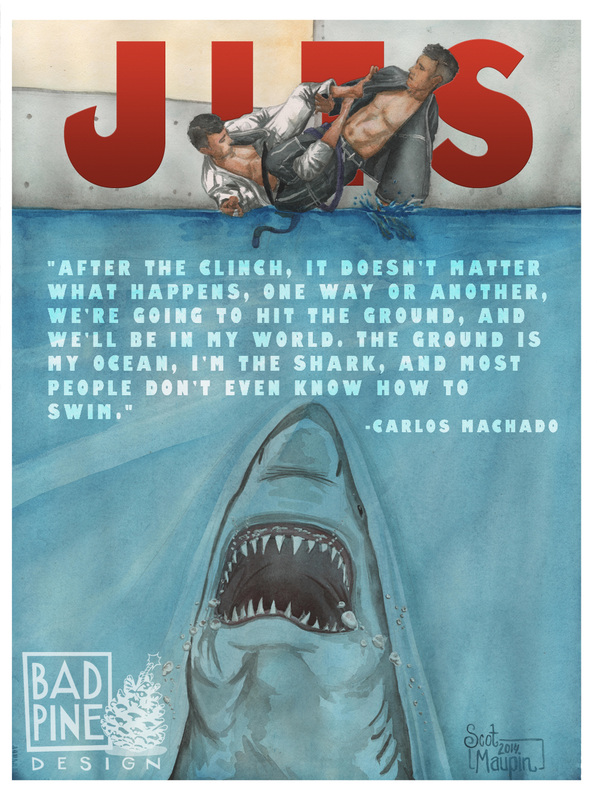 JITS
"AFTER THE CLINCH, IT DOESN'T MATTER
WHAT HAPPENS, ONE WAY OR ANOTHER,
WE'RE GOING TO HIT THE GROUND, AND
WE'LL BE IN MY WORLD. THE GROUND IS
MY OCEAN, I'M THE SHARK, AND MOST
PEOPLE DON'T EVEN KNOW HOW TO
SWIM."
-CARLOS MACHADO
BAD
PINE
DESIGN
Scot
2014
Maupin